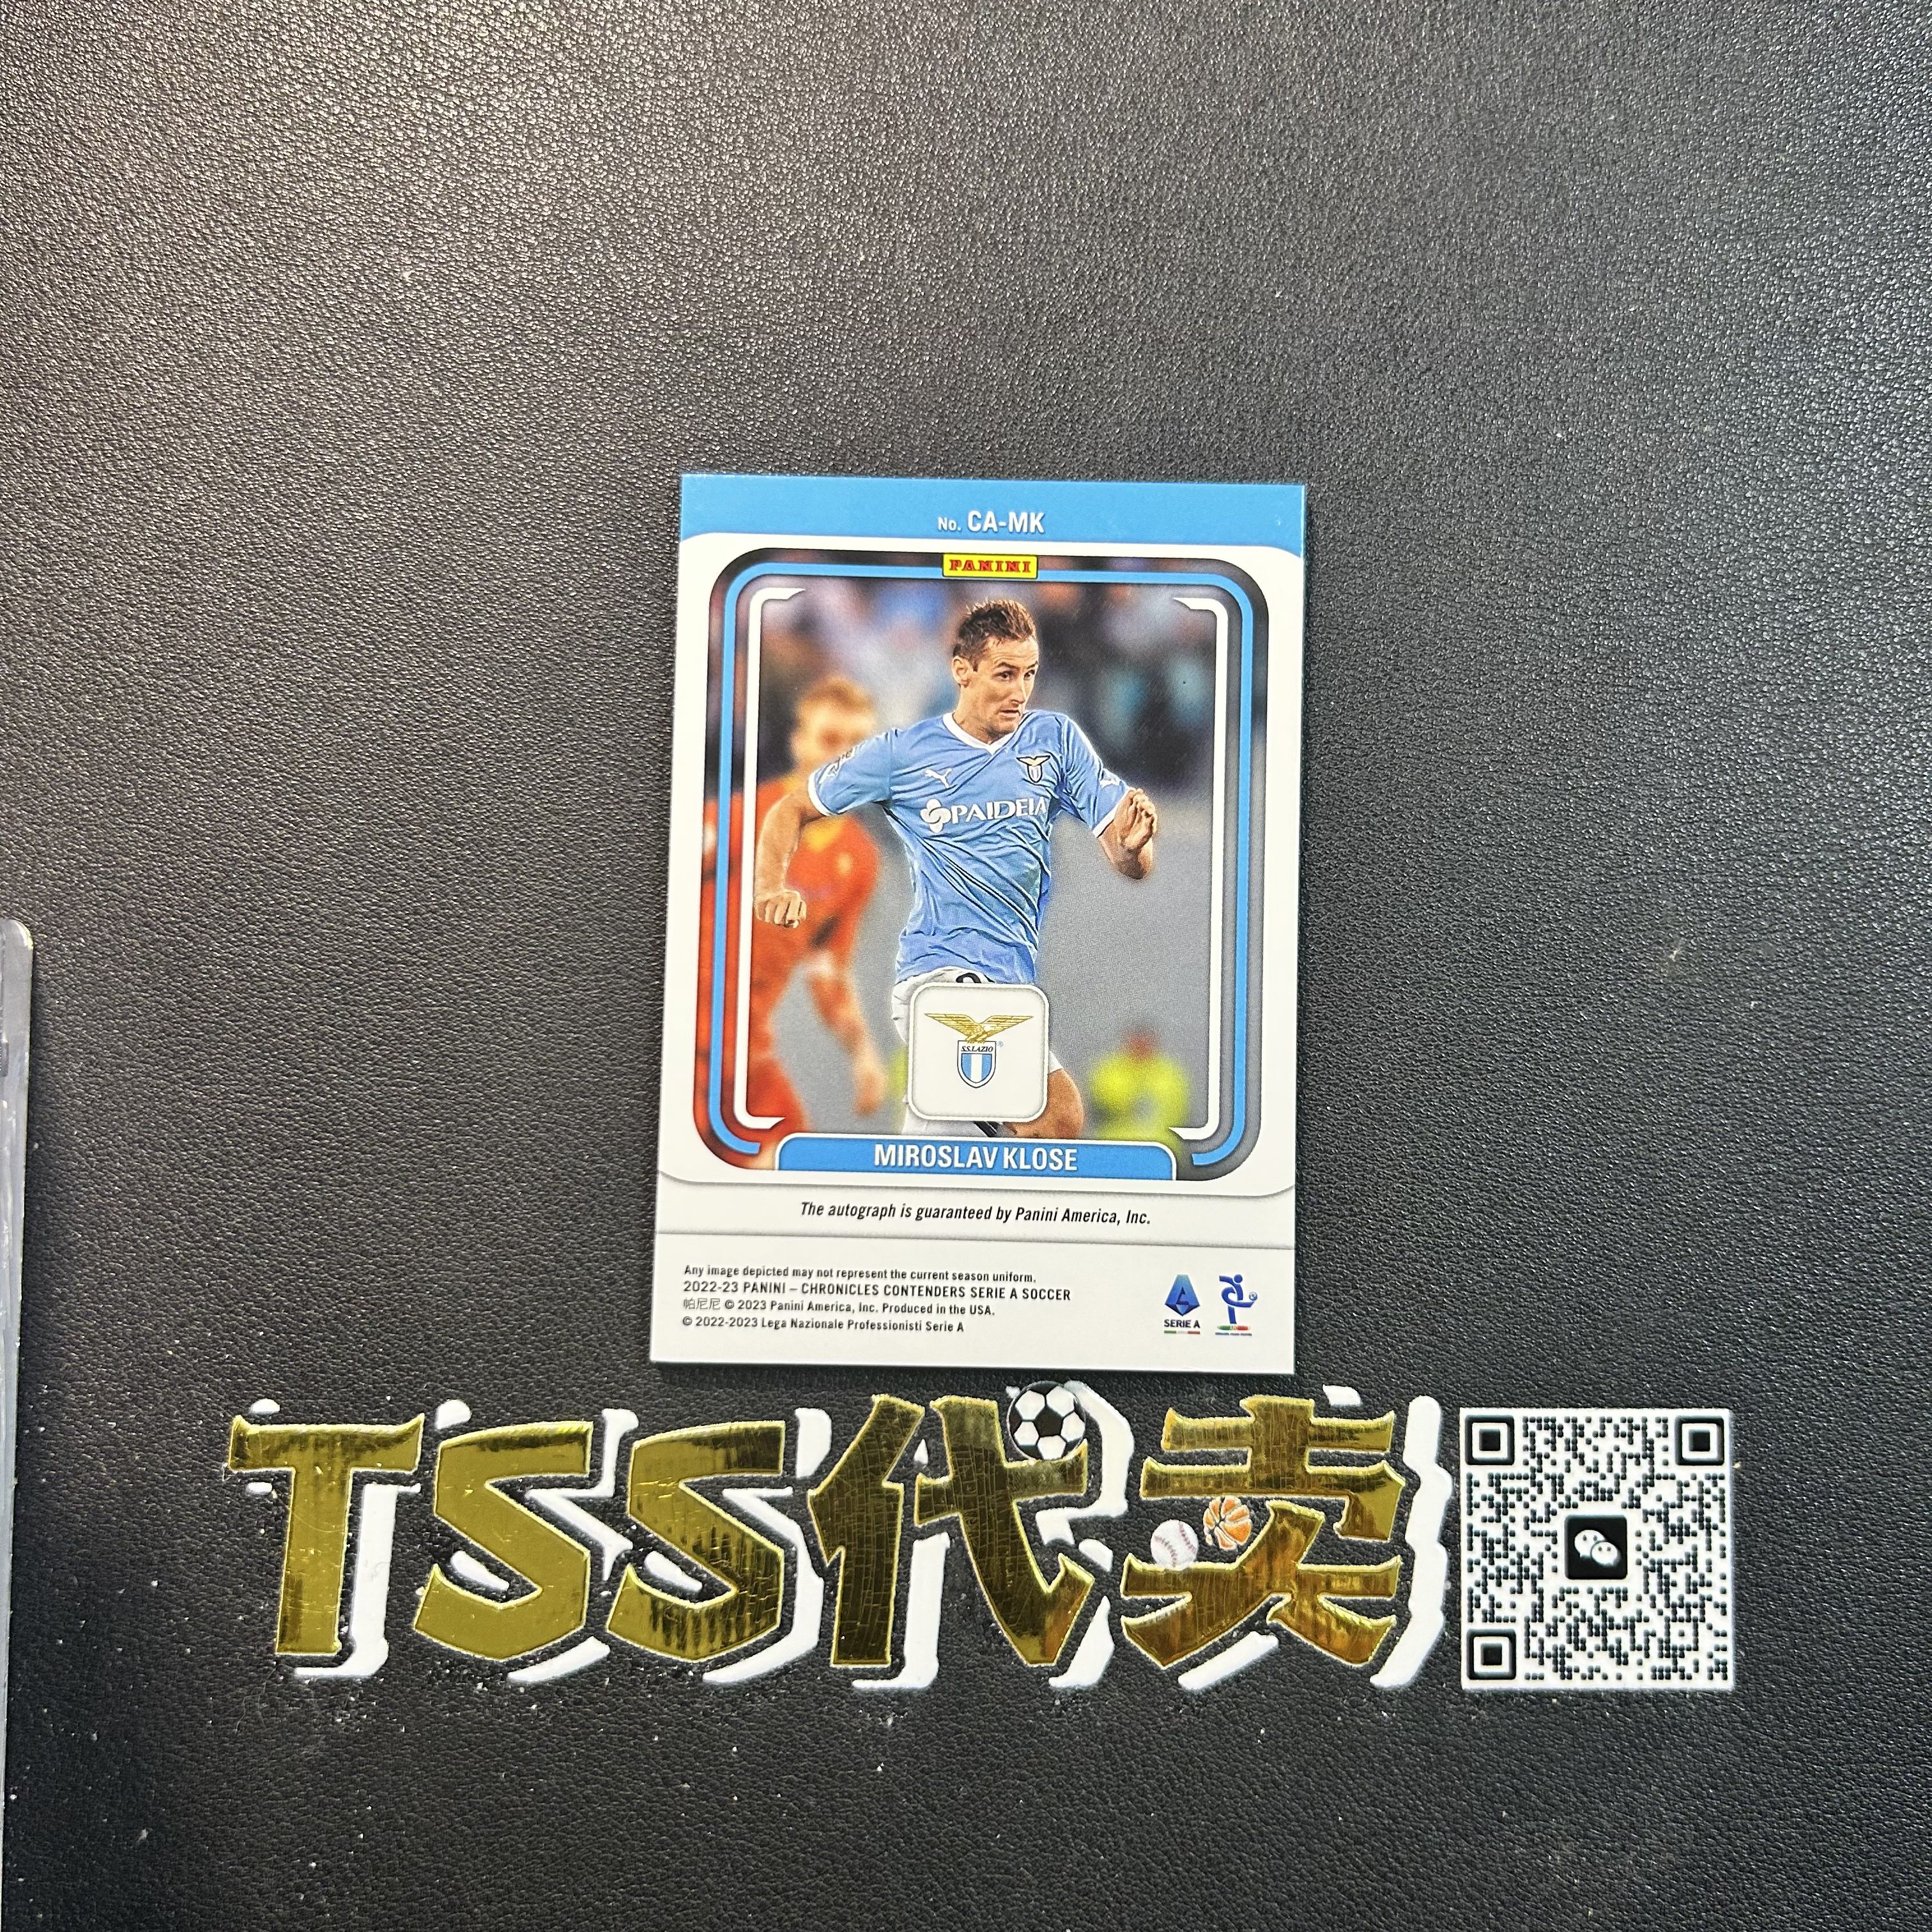 No. CA-MK
PANINI
PAIDEIA
S.S.LAZIO
MIROSLAV KLOSE
The autograph is guaranteed by Panini America, Inc.
Any image depicted may not represent the current season uniform.
2022-23 PANINI – CHRONICLES CONTENDERS SERIE A SOCCER
帕尼尼 © 2023 Panini America, Inc. Produced in the USA.
© 2022-2023 Lega Nazionale Professionisti Serie A
SERIE A
TSS代卖